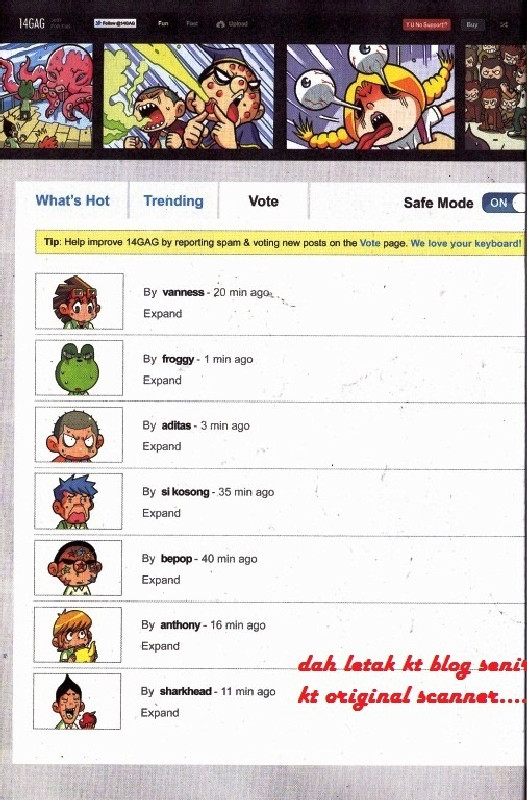 14GAG
Follow @14GAG
Fun
Fast
Upload
Y U No Support?
Buy
What's Hot
Trending
Vote
Safe Mode
ON
Tip: Help improve 14GAG by reporting spam & voting new posts on the Vote page. We love your keyboard!
By vanness - 20 min ago
Expand
By froggy - 1 min ago
Expand
By aditas - 3 min ago
Expand
By si kosong - 35 min ago
Expand
By bepop - 40 min ago
Expand
By anthony - 16 min ago
Expand
By sharkhead - 11 min ago
Expand
dah letak kt blog seni
kt original scanner....